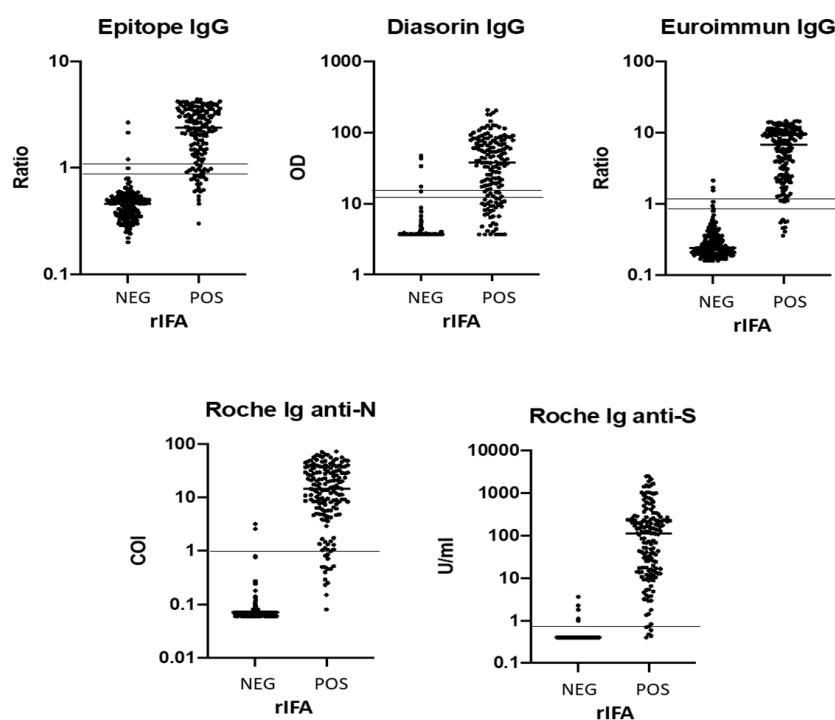 Epitope IgG
10
1
0.1
Ratio
NEG
POS
rIFA
Diasorin IgG
1000
100
10
1
OD
NEG
POS
rIFA
Euroimmun IgG
100
10
1
0.1
Ratio
NEG
POS
rIFA
Roche Ig anti-N
100
10
1
0.1
0.01
COI
NEG
POS
rIFA
Roche Ig anti-S
10000
1000
100
10
1
0.1
U/ml
NEG
POS
rIFA